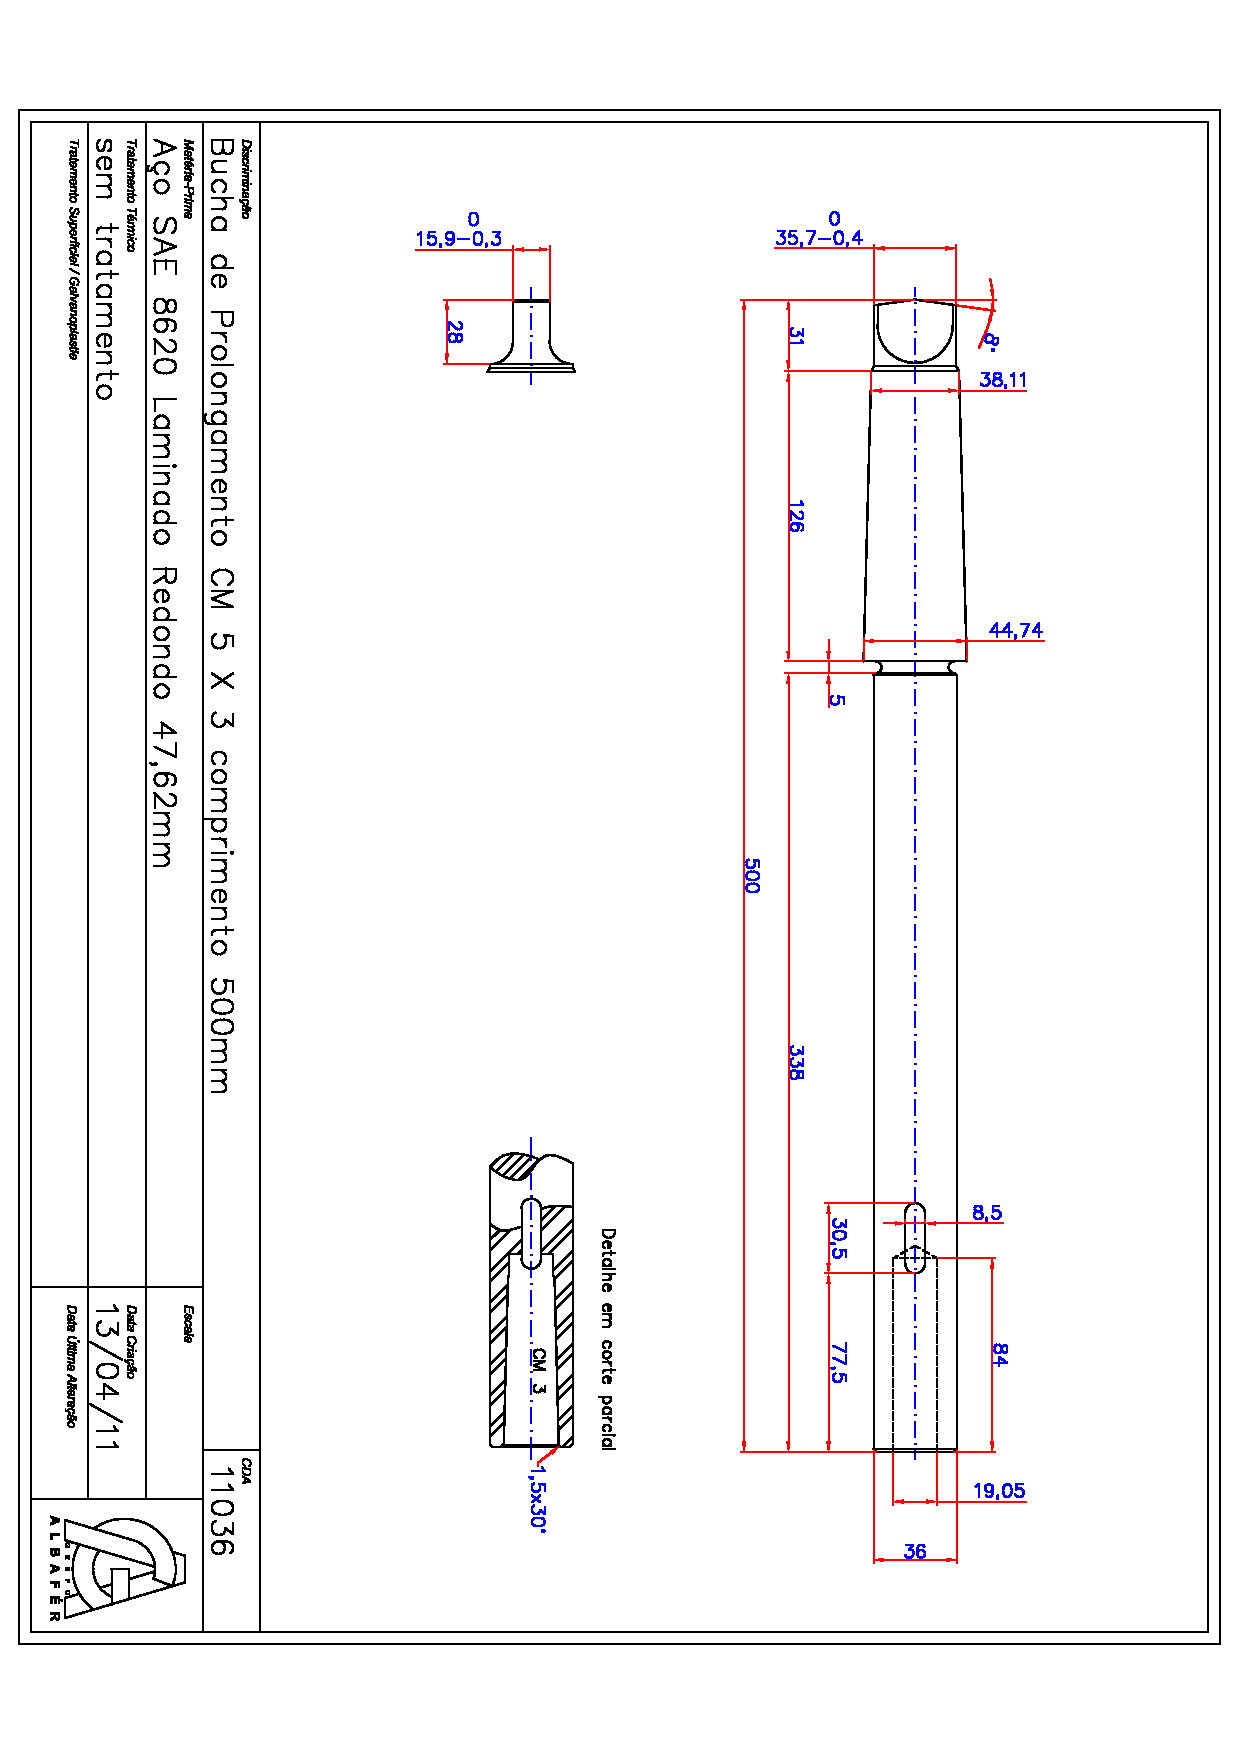 0
35,7-0,4
0
15,9-0,3
28
31
8°
38,11
126
44,74
5
500
338
8,5
30,5
77,5
84
19,05
36
Detalhe em corte parcial
CM 3
1,5x30°
Discriminação
Bucha de Prolongamento CM 5 X 3 comprimento 500mm
CDA
11036
Matéria-Prima
Aço SAE 8620 Laminado Redondo 47,62mm
Escala
Tratamento Térmico
sem tratamento
Data Criação
13/04/11
Tratamento Superficial / Galvanoplastia
Data Última Alteração
GRUPO
ALBAFÉR